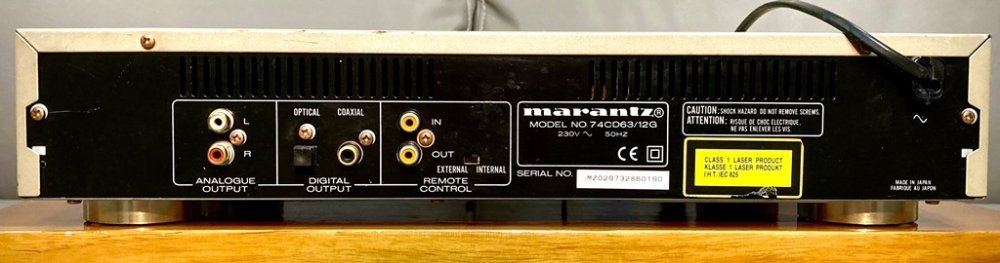 L
R
ANALOGUE
OUTPUT
OPTICAL COAXIAL
DIGITAL
OUTPUT
IN
OUT
EXTERNAL INTERNAL
REMOTE
CONTROL
marantz®
MODEL NO. 74CD63/12G
230V ~ 50HZ
CE
SERIAL NO. MZ029732880190
CAUTION: SHOCK HAZARD. DO NOT REMOVE SCREWS.
ATTENTION: RISQUE DE CHOC ELECTRIQUE.
NE PAS ENLEVER LES VIS.
CLASS 1 LASER PRODUCT
KLASSE 1 LASER PRODUKT
I.H.T. IEC 825
~
MADE IN JAPAN
FABRIQUE AU JAPON